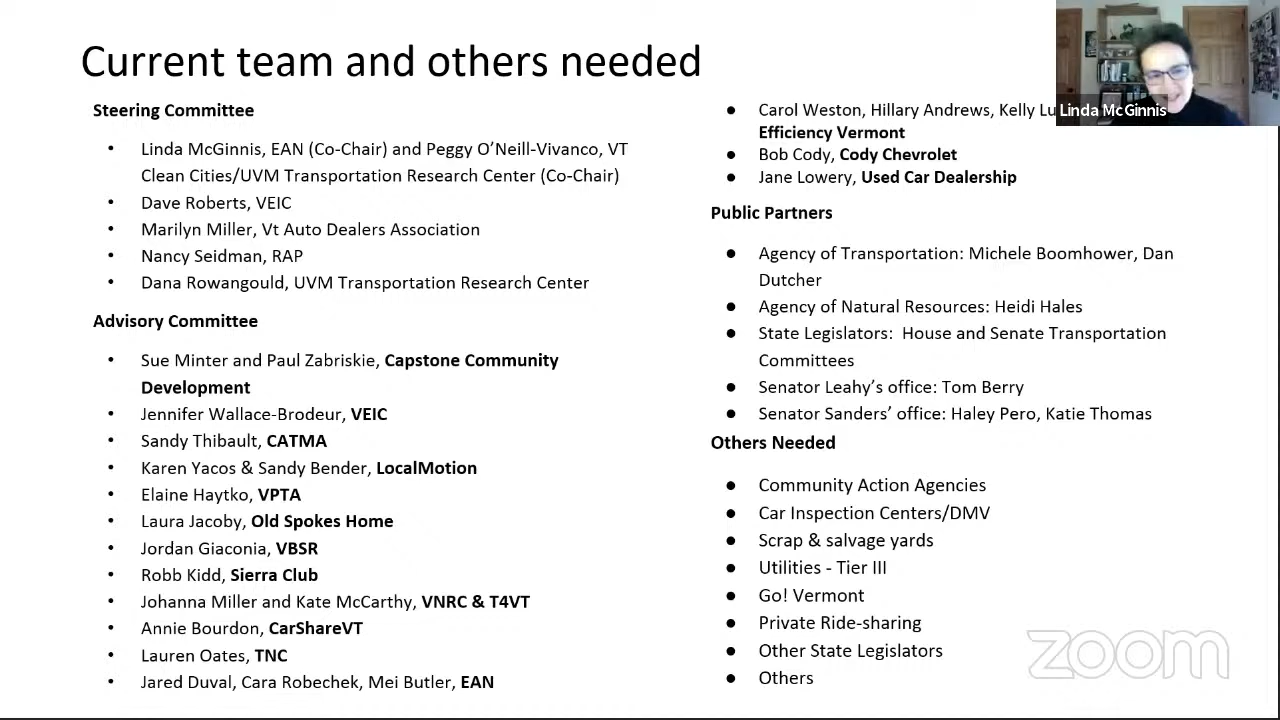 Current team and others needed
Steering Committee
• Linda McGinnis, EAN (Co-Chair) and Peggy O’Neill-Vivanco, VT
Clean Cities/UVM Transportation Research Center (Co-Chair)
• Dave Roberts, VEIC
• Marilyn Miller, Vt Auto Dealers Association
• Nancy Seidman, RAP
• Dana Rowangould, UVM Transportation Research Center
Advisory Committee
• Sue Minter and Paul Zabriskie, Capstone Community
Development
• Jennifer Wallace-Brodeur, VEIC
• Sandy Thibault, CATMA
• Karen Yacos & Sandy Bender, LocalMotion
• Elaine Haytko, VPTA
• Laura Jacoby, Old Spokes Home
• Jordan Giaconia, VBSR
• Robb Kidd, Sierra Club
• Johanna Miller and Kate McCarthy, VNRC & T4VT
• Annie Bourdon, CarShareVT
• Lauren Oates, TNC
• Jared Duval, Cara Robechek, Mei Butler, EAN
● Carol Weston, Hillary Andrews, Kelly
Efficiency Vermont
● Bob Cody, Cody Chevrolet
● Jane Lowery, Used Car Dealership
Public Partners
● Agency of Transportation: Michele Boomhower, Dan
Dutcher
● Agency of Natural Resources: Heidi Hales
● State Legislators: House and Senate Transportation
Committees
● Senator Leahy’s office: Tom Berry
● Senator Sanders’ office: Haley Pero, Katie Thomas
Others Needed
● Community Action Agencies
● Car Inspection Centers/DMV
● Scrap & salvage yards
● Utilities - Tier III
● Go! Vermont
● Private Ride-sharing
● Other State Legislators
● Others
Linda McGinnis
zoom